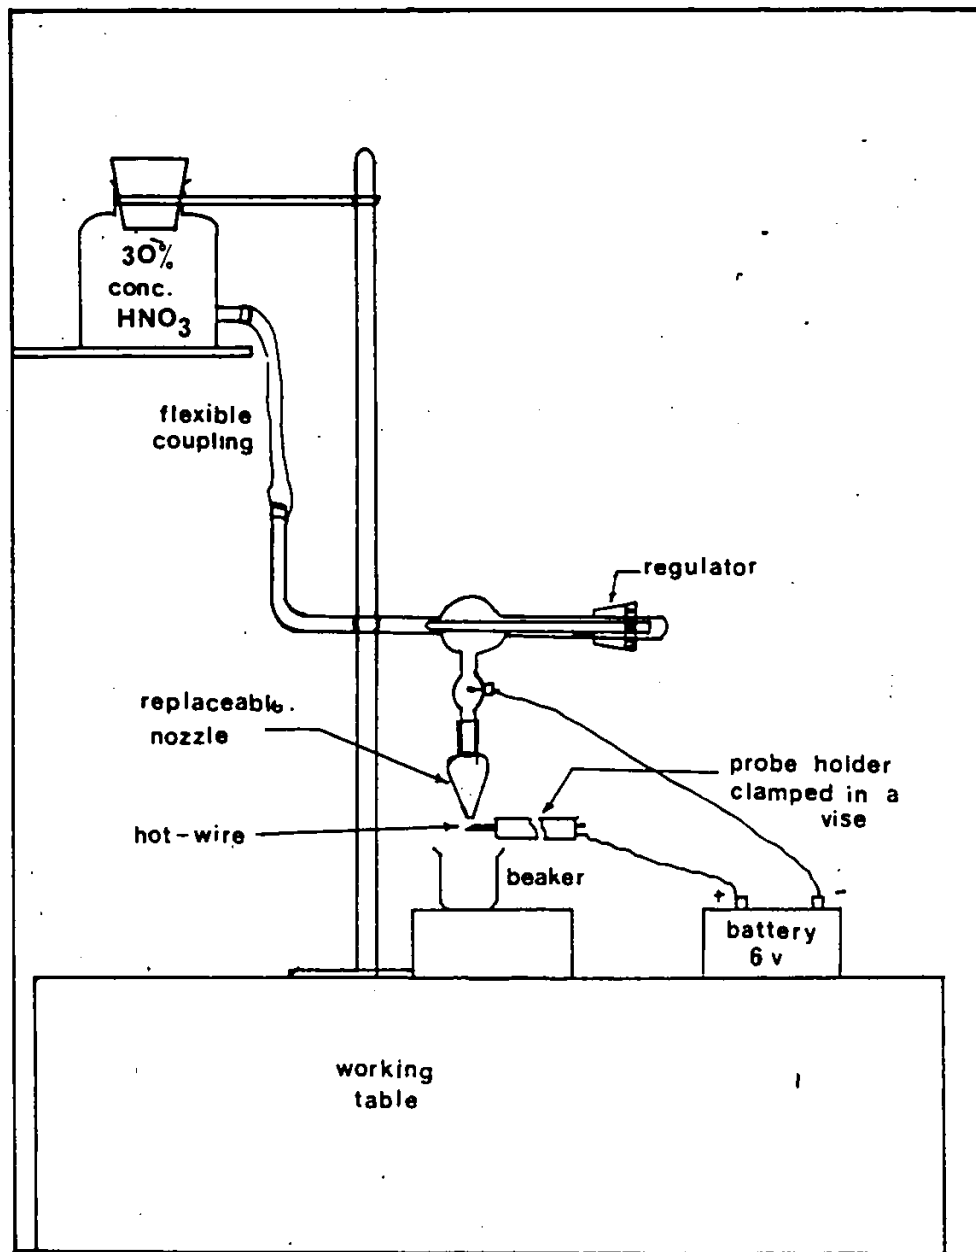 30%
conc.
HNO3
flexible
coupling
regulator
replaceable.
nozzle
probe holder
clamped in a
vise
hot-wire
beaker
+
-
battery
6 v
working
table